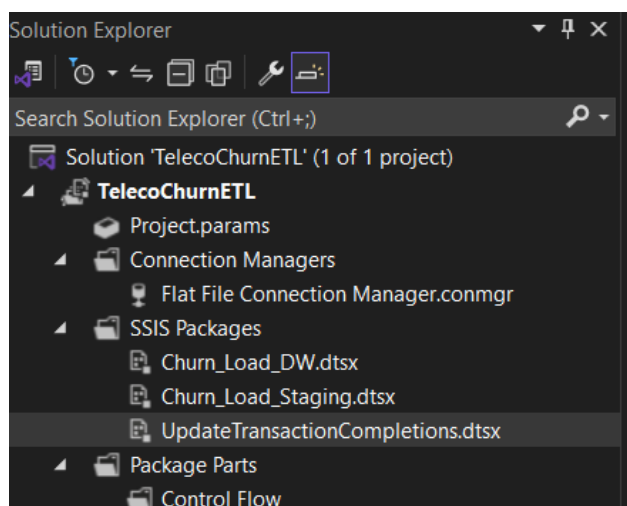 Solution Explorer
Search Solution Explorer (Ctrl+;)
Solution 'TelecoChurnETL' (1 of 1 project)
TelecoChurnETL
Project.params
Connection Managers
Flat File Connection Manager.conmgr
SSIS Packages
Churn_Load_DW.dtsx
Churn_Load_Staging.dtsx
UpdateTransactionCompletions.dtsx
Package Parts
Control Flow